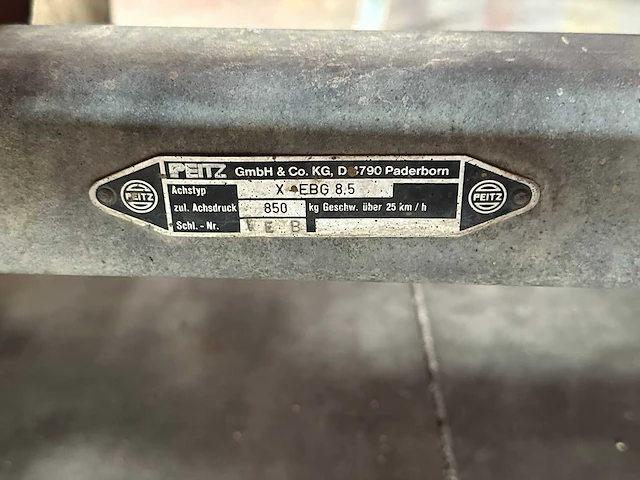 PEITZ GmbH & Co. KG, D 4790 Paderborn
PEITZ
Achstyp X EBG 8,5
PEITZ
zul. Achsdruck 850 kg Geschw. über 25 km / h
Schl.- Nr. V E B